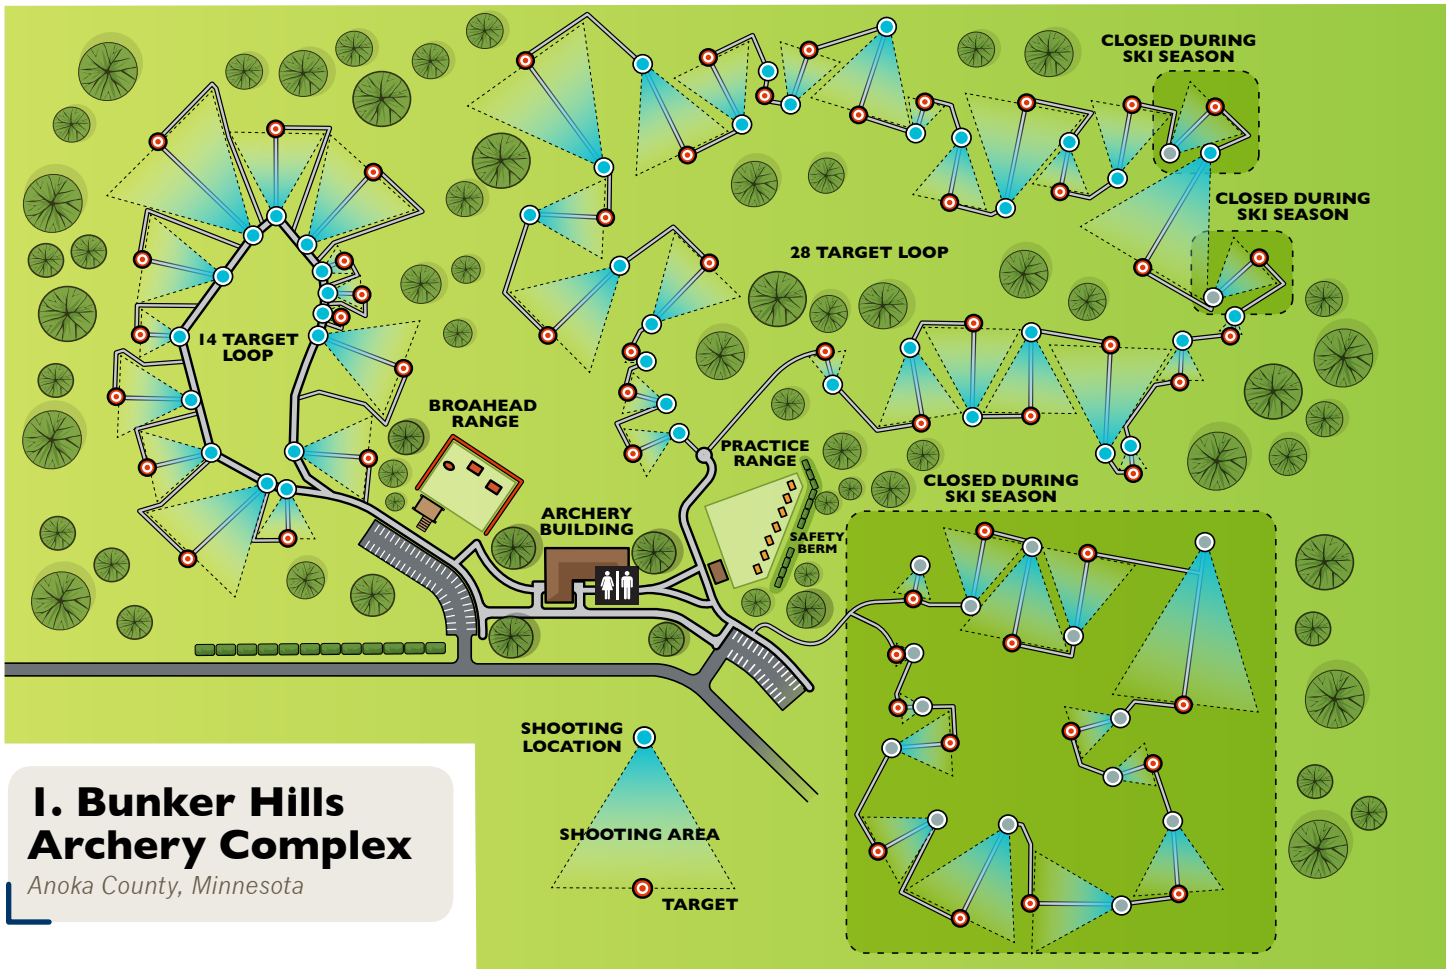 CLOSED DURING
SKI SEASON
CLOSED DURING
SKI SEASON
28 TARGET LOOP
14 TARGET
LOOP
BROAHEAD
RANGE
PRACTICE
RANGE
CLOSED DURING
SKI SEASON
ARCHERY
BUILDING
SAFETY
BERM
SHOOTING
LOCATION
SHOOTING AREA
TARGET
1. Bunker Hills
Archery Complex
Anoka County, Minnesota